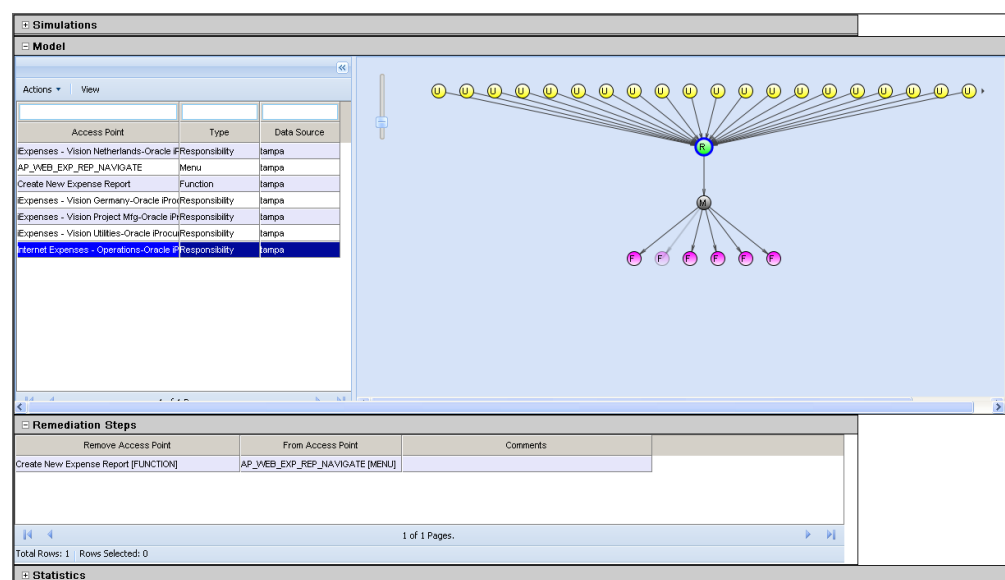 Simulations
Model
Actions View
Access Point Type Data Source
iExpenses - Vision Netherlands-Oracle iP Responsibility tampa
AP_WEB_EXP_REP_NAVIGATE Menu tampa
Create New Expense Report Function tampa
iExpenses - Vision Germany-Oracle iPro Responsibility tampa
iExpenses - Vision Project Mfg-Oracle iPr Responsibility tampa
iExpenses - Vision Utilities-Oracle iProcu Responsibility tampa
Internet Expenses - Operations-Oracle iP Responsibility tampa
U U U U U U U U U U U U U U U U U U U U
R
M
F F F F F F
Remediation Steps
Remove Access Point From Access Point Comments
Create New Expense Report [FUNCTION] AP_WEB_EXP_REP_NAVIGATE [MENU]
1 of 1 Pages.
Total Rows: 1 Rows Selected: 0
Statistics